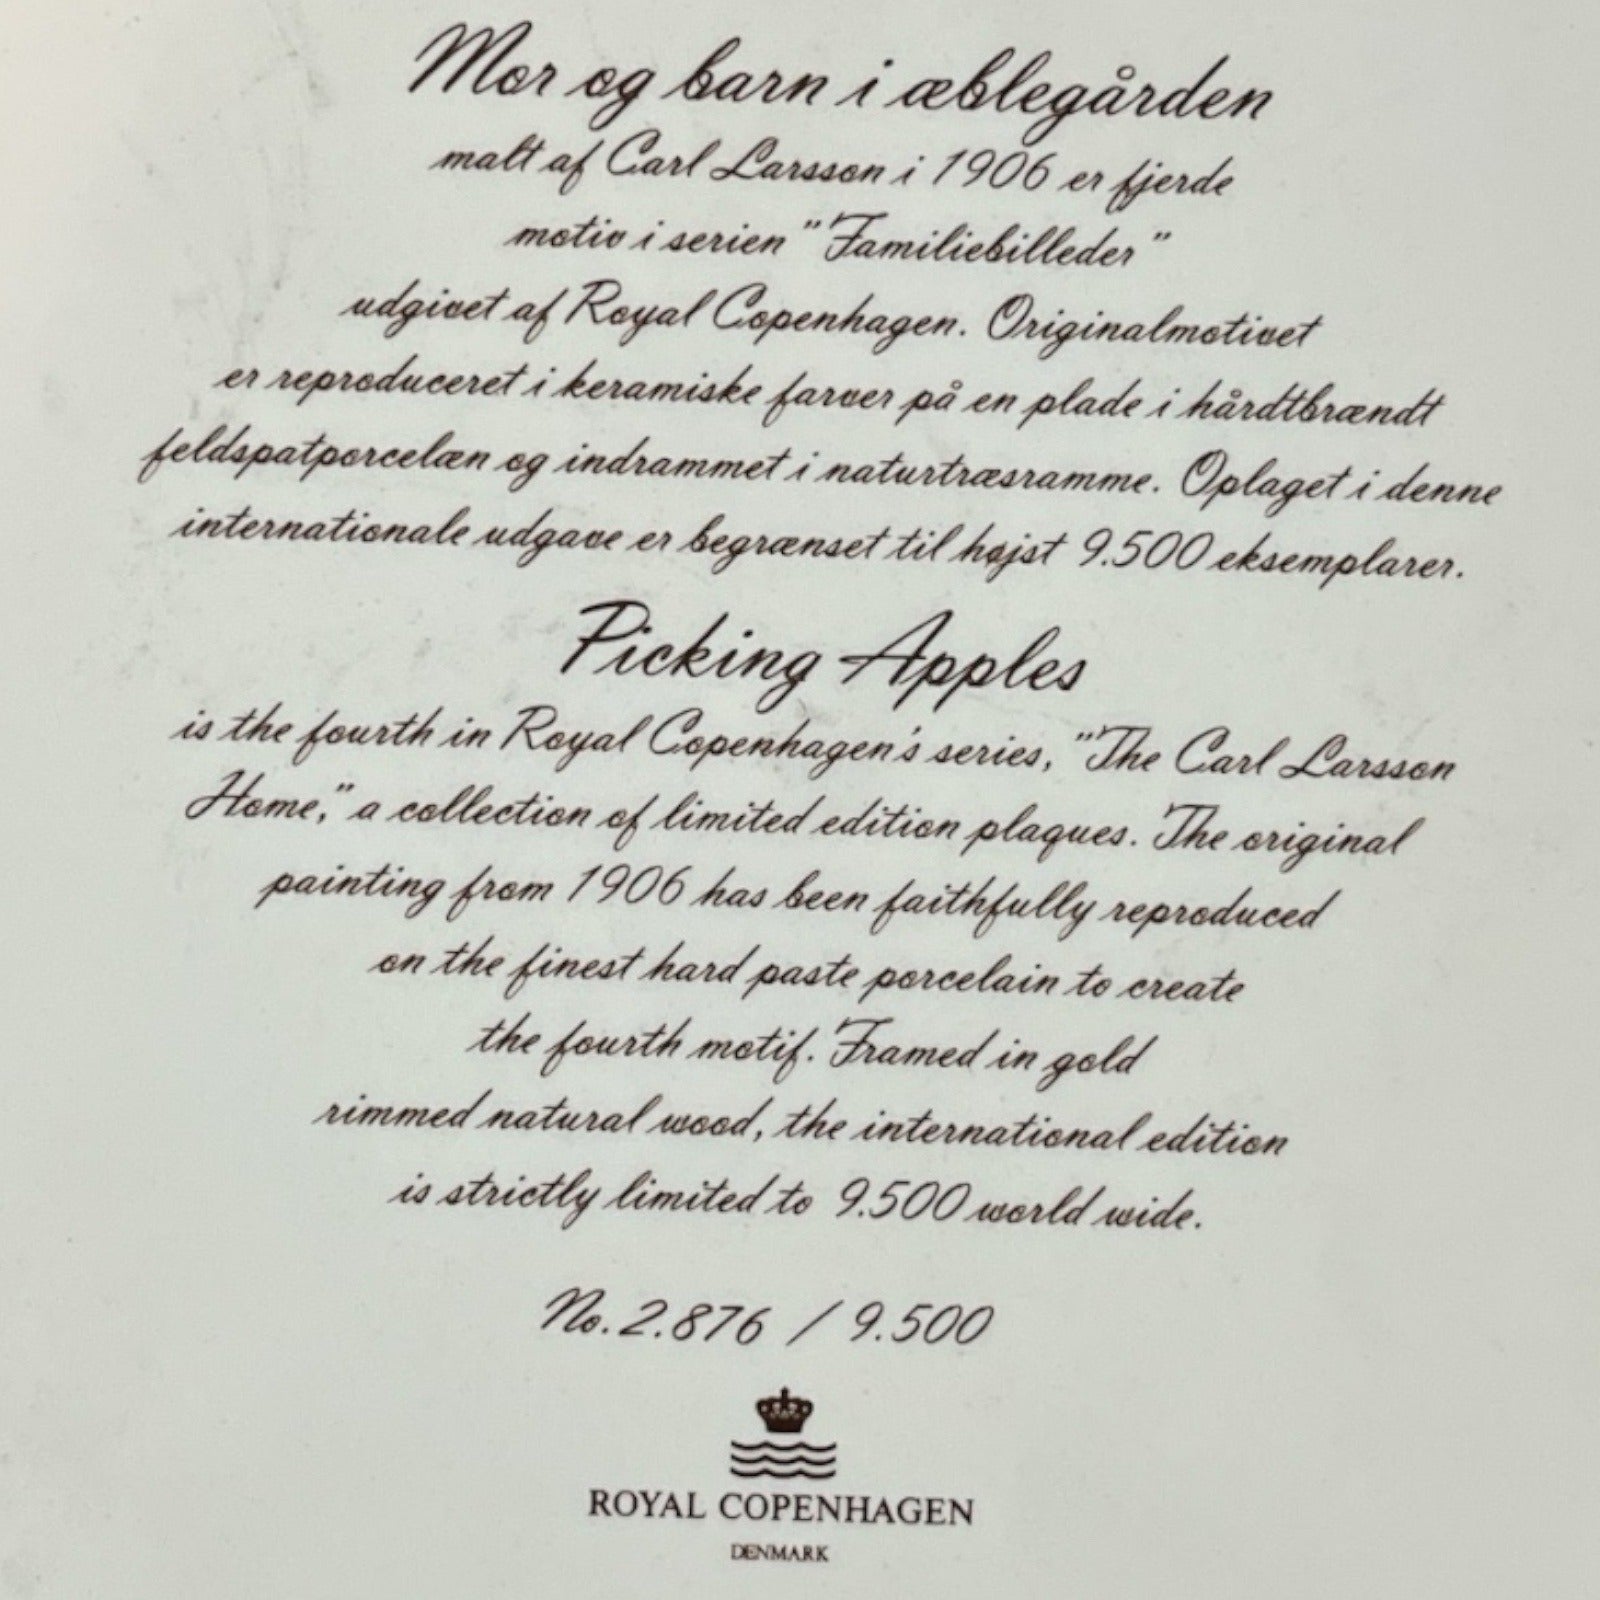 Mor og barn i æblegården
malt af Carl Larsson i 1906 er fjerde
motiv i serien "Familiebilleder"
udgivet af Royal Copenhagen. Originalmotivet
er reproduceret i keramiske farver på en plade i hårdtbrændt
feldspatporcelæn og indrammet i naturtræsramme. Oplaget i denne
internationale udgave er begrænset til højst 9.500 eksemplarer.
Picking Apples
is the fourth in Royal Copenhagen's series, "The Carl Larsson
Home," a collection of limited edition plaques. The original
painting from 1906 has been faithfully reproduced
on the finest hard paste porcelain to create
the fourth motif. Framed in gold
rimmed natural wood, the international edition
is strictly limited to 9.500 world wide.
No. 2.876 / 9.500
ROYAL COPENHAGEN
DENMARK